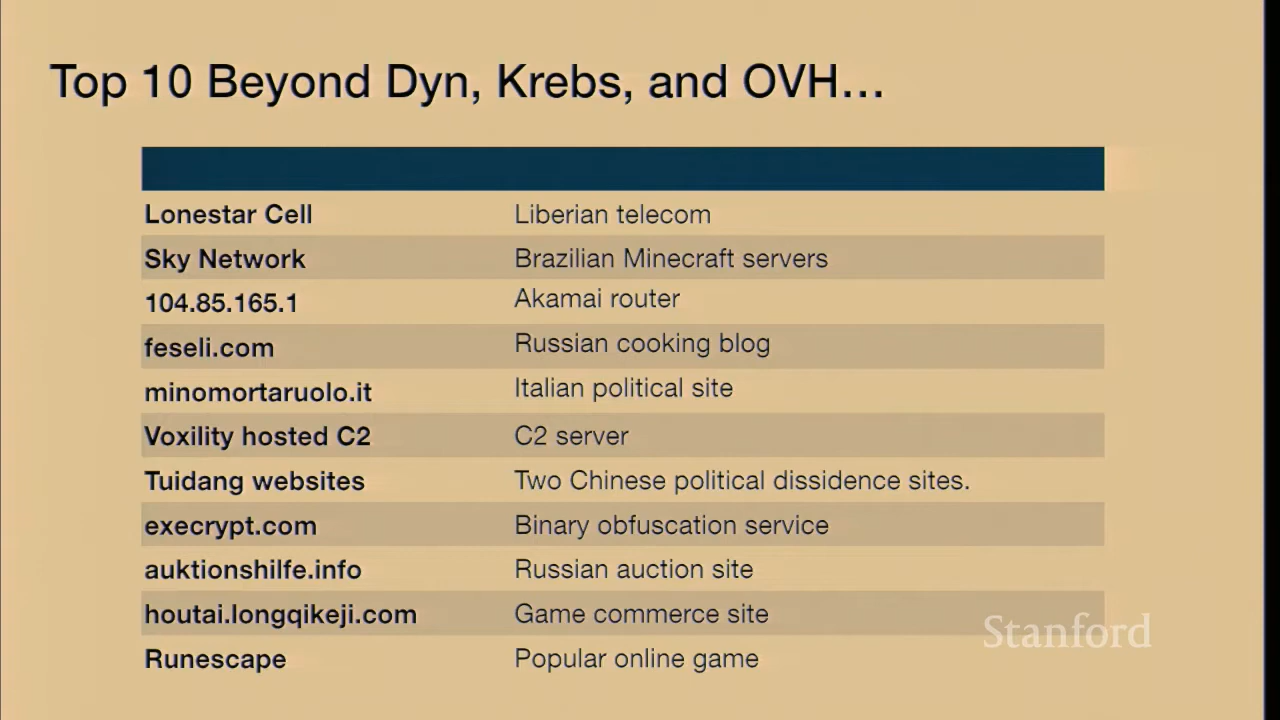 Top 10 Beyond Dyn, Krebs, and OVH...
Lonestar Cell Liberian telecom
Sky Network Brazilian Minecraft servers
104.85.165.1 Akamai router
feseli.com Russian cooking blog
minomortaruolo.it Italian political site
Voxility hosted C2 C2 server
Tuidang websites Two Chinese political dissidence sites.
execrypt.com Binary obfuscation service
auktionshilfe.info Russian auction site
houtai.longqikeji.com Game commerce site
Stanford
Runescape Popular online game